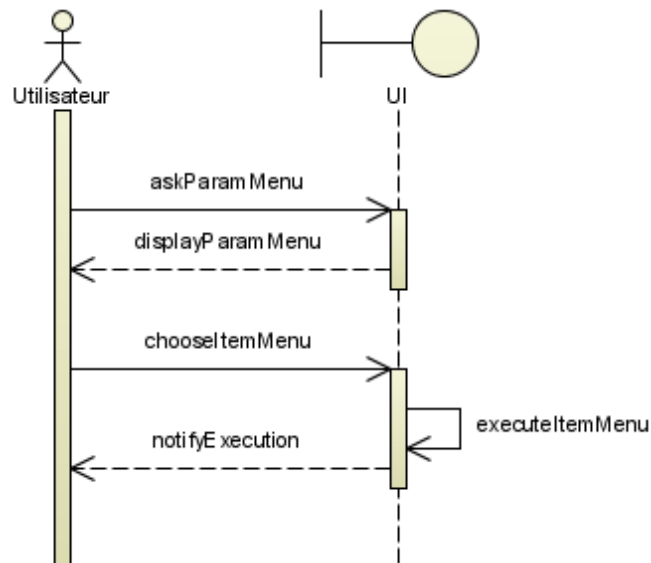 Utilisateur
UI
askParamMenu
displayParamMenu
chooseItemMenu
executeItemMenu
notifyExecution